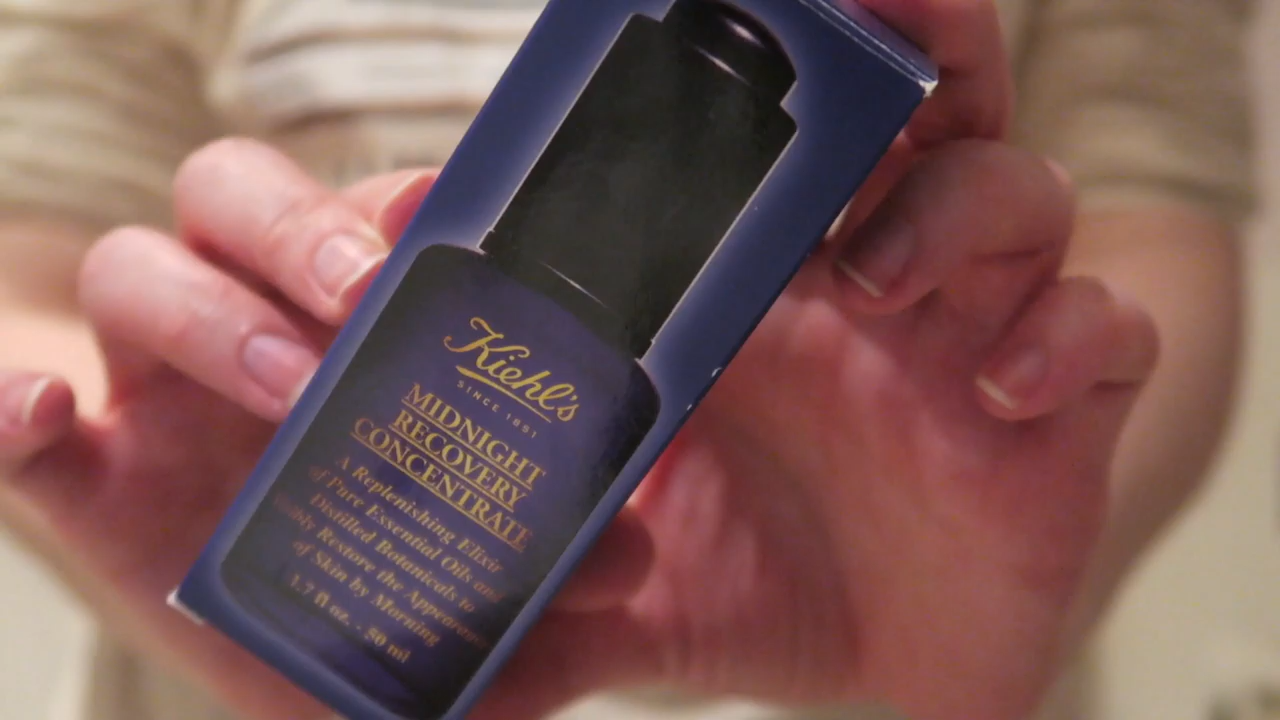 Kiehl's
SINCE 1851
MIDNIGHT
RECOVERY
CONCENTRATE
A Replenishing Elixir
of Pure Essential Oils and
Distilled Botanicals to
Restore the Appearance
of Skin by Morning
1.7 fl oz. - 50 ml